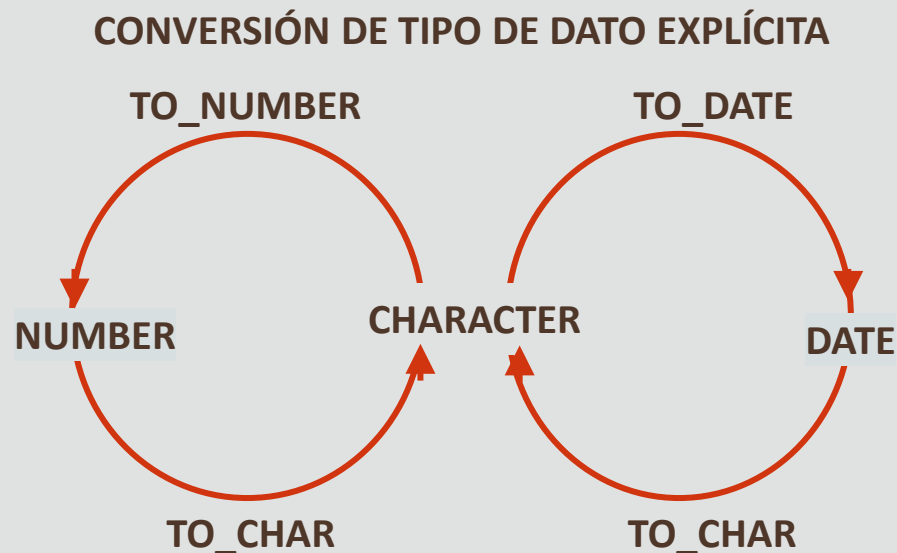 CONVERSIÓN DE TIPO DE DATO EXPLÍCITA
TO_NUMBER
TO_DATE
NUMBER
CHARACTER
DATE
TO_CHAR
TO_CHAR